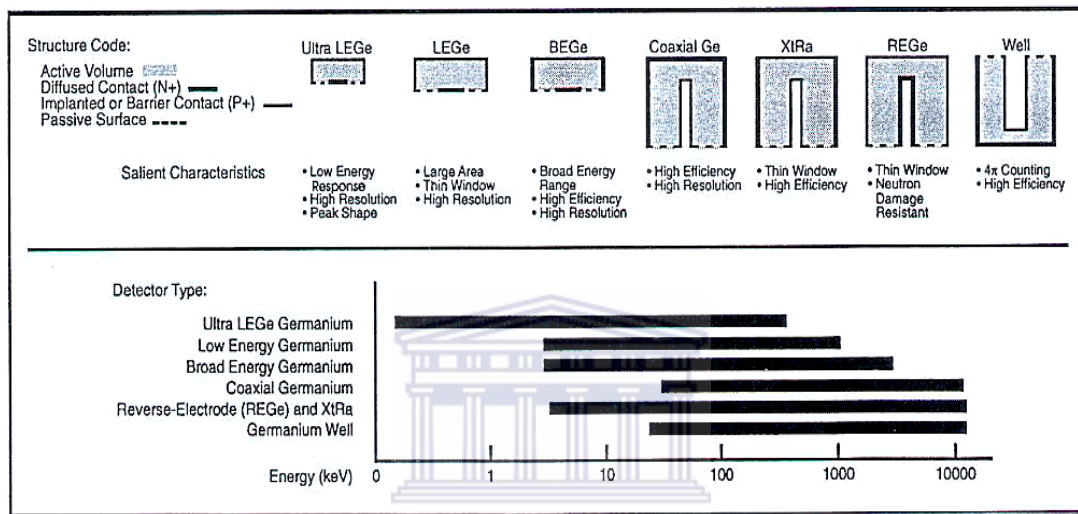 Structure Code:
Active Volume
Diffused Contact (N+)
Implanted or Barrier Contact (P+)
Passive Surface
Ultra LEGe
LEGe
BEGe
Coaxial Ge
XtRa
REGe
Well
Salient Characteristics
• Low Energy
Response
• High Resolution
• Peak Shape
• Large Area
• Thin Window
• High Resolution
• Broad Energy
Range
• High Efficiency
• High Resolution
• High Efficiency
• High Resolution
• Thin Window
• High Efficiency
• Thin Window
• Neutron
Damage
Resistant
• 4π Counting
• High Efficiency
Detector Type:
Ultra LEGe Germanium
Low Energy Germanium
Broad Energy Germanium
Coaxial Germanium
Reverse-Electrode (REGe) and XtRa
Germanium Well
Energy (keV) 0 1 10 100 1000 10000